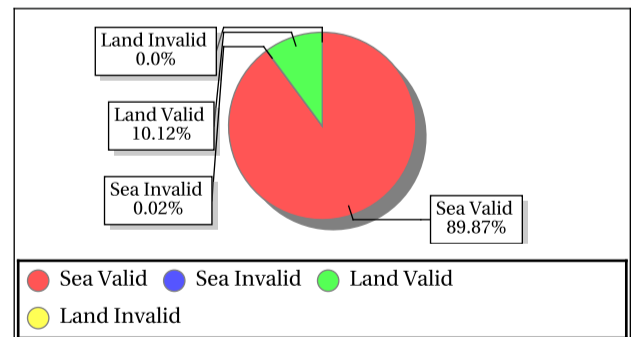 Land Invalid
0.0%
Land Valid
10.12%
Sea Invalid
0.02%
Sea Valid
89.87%
Sea Valid Sea Invalid Land Valid
Land Invalid